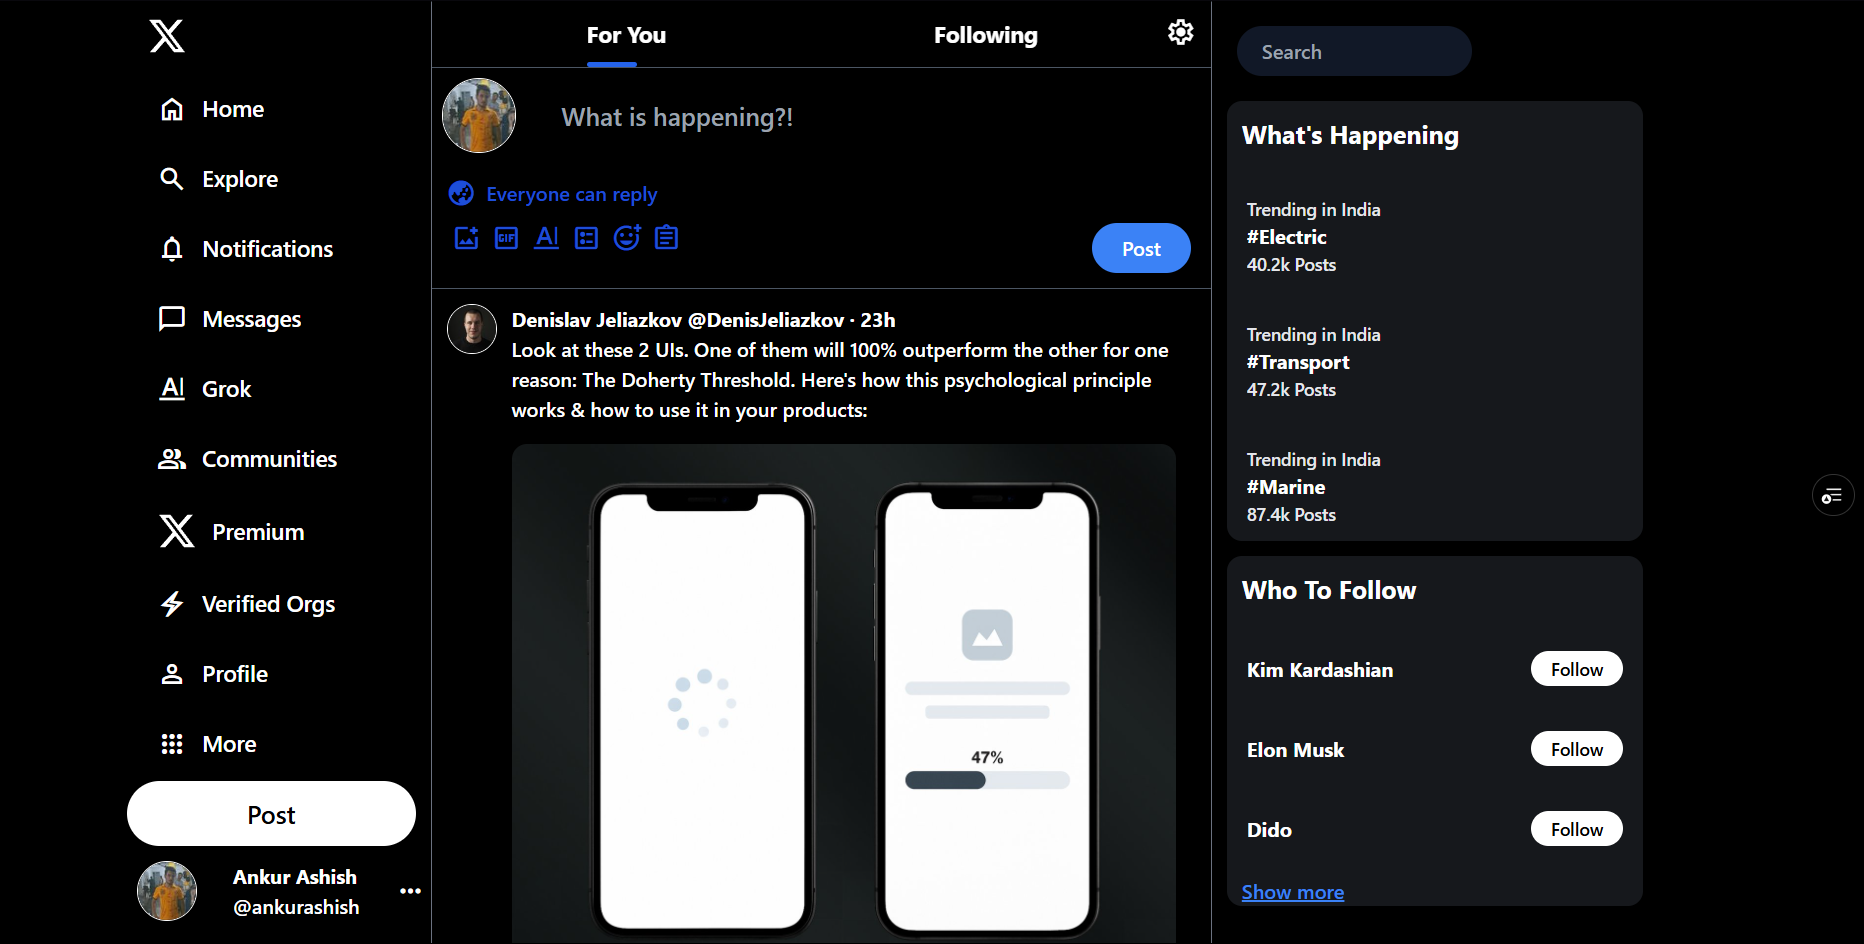 Home
Explore
Notifications
Messages
Grok
Communities
Premium
Verified Orgs
Profile
More
Post
Ankur Ashish
@ankurashish
For You
Following
What is happening?!
Everyone can reply
GIF
Post
Denislav Jeliazkov @DenisJeliazkov · 23h
Look at these 2 UIs. One of them will 100% outperform the other for one
reason: The Doherty Threshold. Here's how this psychological principle
works & how to use it in your products:
47%
Search
What's Happening
Trending in India
#Electric
40.2k Posts
Trending in India
#Transport
47.2k Posts
Trending in India
#Marine
87.4k Posts
Who To Follow
Kim Kardashian
Follow
Elon Musk
Follow
Dido
Follow
Show more